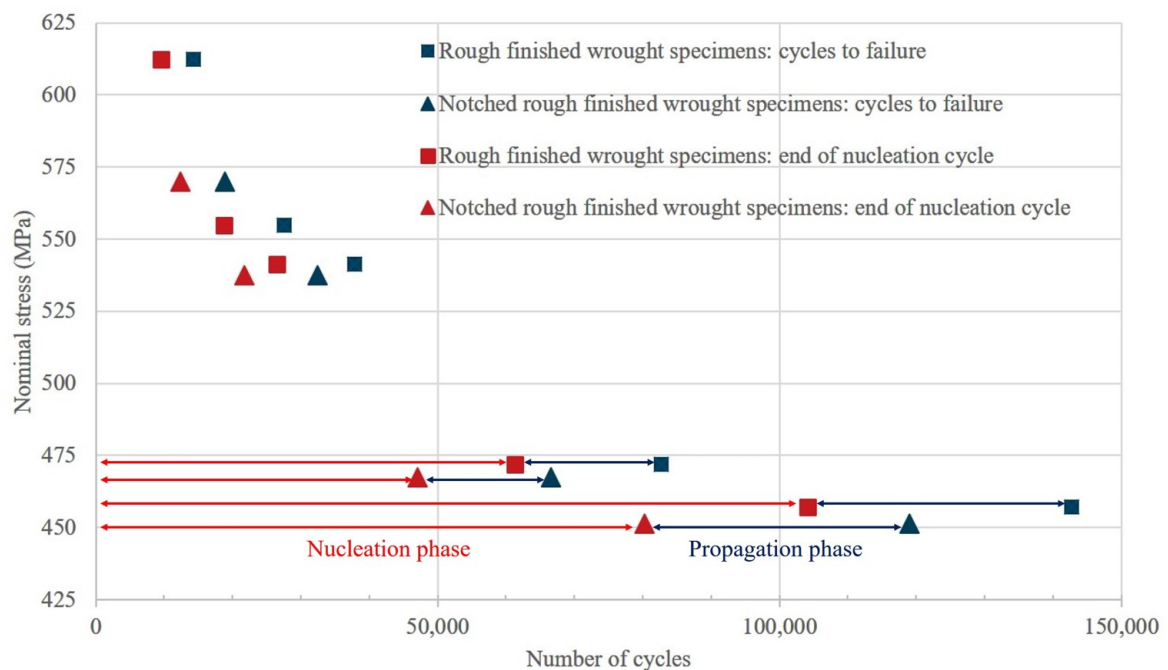 625
600
575
550
525
500
475
450
425
Nominal stress (MPa)
Rough finished wrought specimens: cycles to failure
Notched rough finished wrought specimens: cycles to failure
Rough finished wrought specimens: end of nucleation cycle
Notched rough finished wrought specimens: end of nucleation cycle
Nucleation phase
Propagation phase
0
50,000
100,000
150,000
Number of cycles